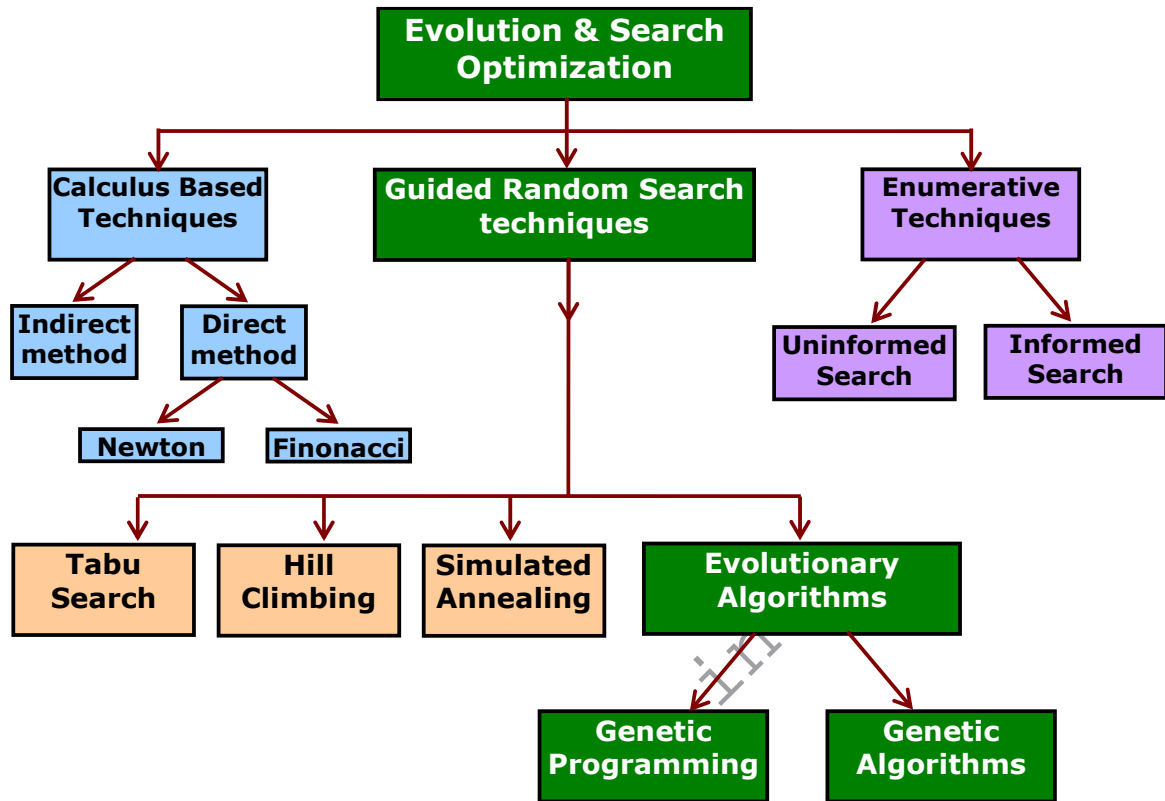 Evolution & Search
Optimization
Calculus Based
Techniques
Guided Random Search
techniques
Enumerative
Techniques
Indirect
method
Direct
method
Uninformed
Search
Informed
Search
Newton
Finonacci
Tabu
Search
Hill
Climbing
Simulated
Annealing
Evolutionary
Algorithms
Genetic
Programming
Genetic
Algorithms